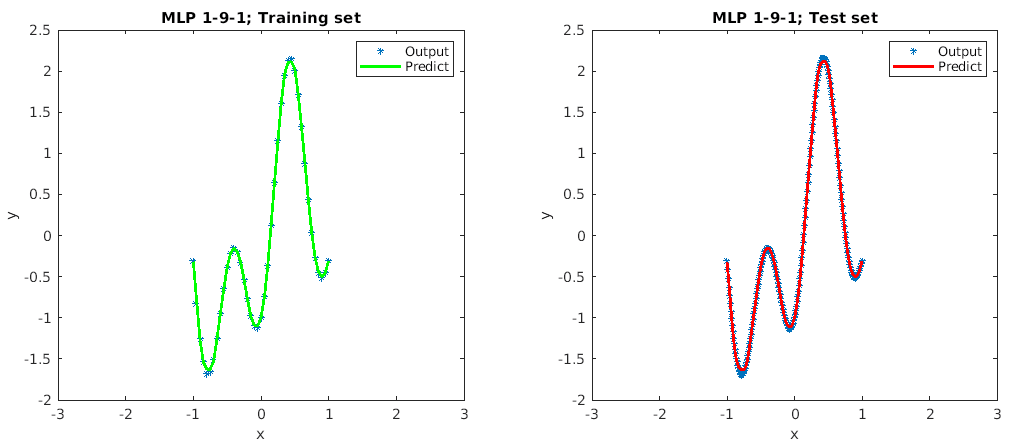 MLP 1-9-1; Training set
2.5
2
1.5
1
0.5
0
-0.5
-1
-1.5
-2
y
Output
Predict
-3 -2 -1 0 1 2 3
x
MLP 1-9-1; Test set
2.5
2
1.5
1
0.5
0
-0.5
-1
-1.5
-2
y
Output
Predict
-3 -2 -1 0 1 2 3
x